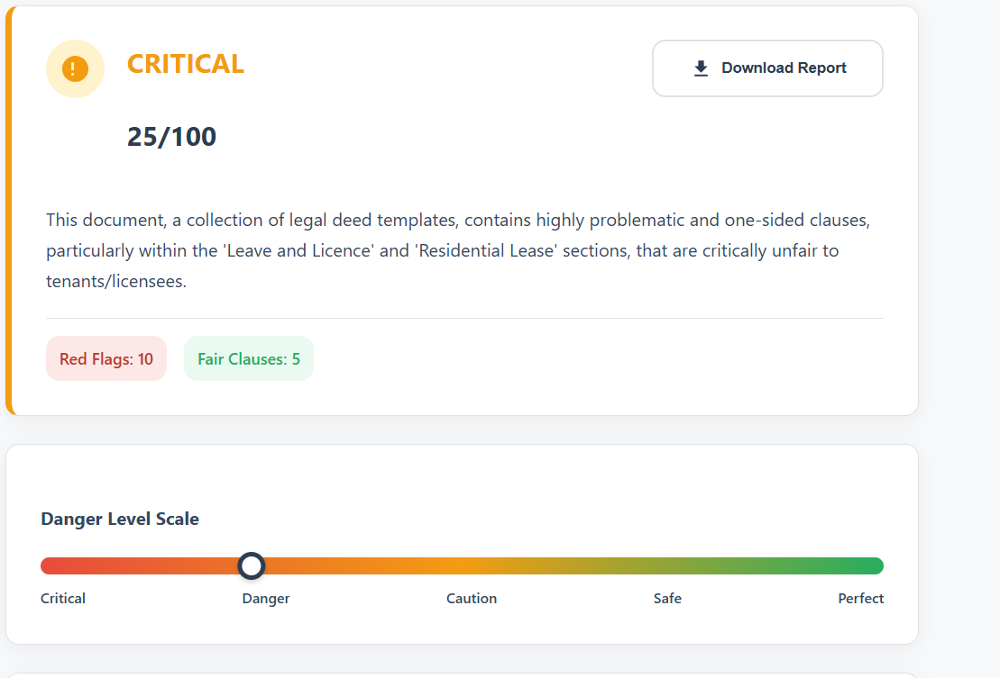 CRITICAL
Download Report
25/100
This document, a collection of legal deed templates, contains highly problematic and one-sided clauses,
particularly within the 'Leave and Licence' and 'Residential Lease' sections, that are critically unfair to
tenants/licensees.
Red Flags: 10
Fair Clauses: 5
Danger Level Scale
Critical
Danger
Caution
Safe
Perfect